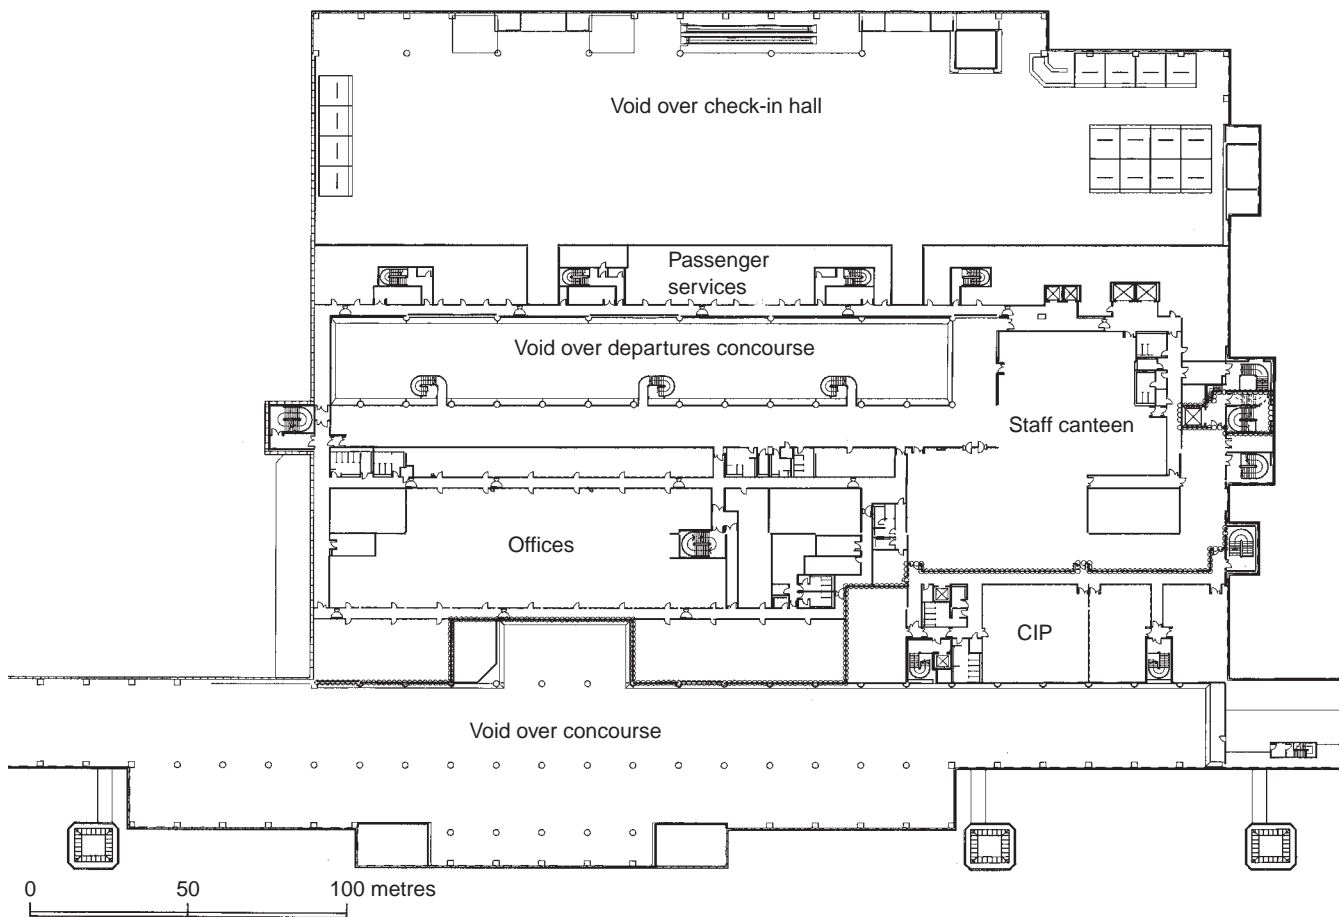 Void over check-in hall
Passenger
services
Void over departures concourse
Staff canteen
Offices
CIP
Void over concourse
0 50 100 metres